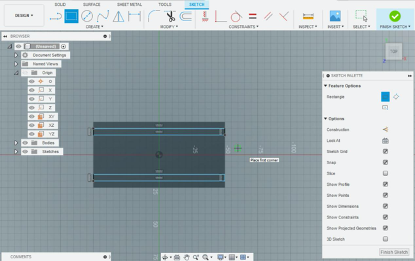 SOLID SURFACE SHEET METAL TOOLS SKETCH
DESIGN
CREATE MODIFY CONSTRAINTS INSPECT INSERT SELECT FINISH SKETCH
Document Settings
Named Views
Origin
O
X
Y
Z
XY
XZ
YZ
Bodies
Sketches
Place first corner
SKETCH PALETTE
Feature Options
Rectangle
Options
Construction
Look At
Sketch Grid
Snap
Slice
Show Profile
Show Points
Show Dimensions
Show Constraints
Show Projected Geometries
3D Sketch
Finish Sketch
COMMENTS